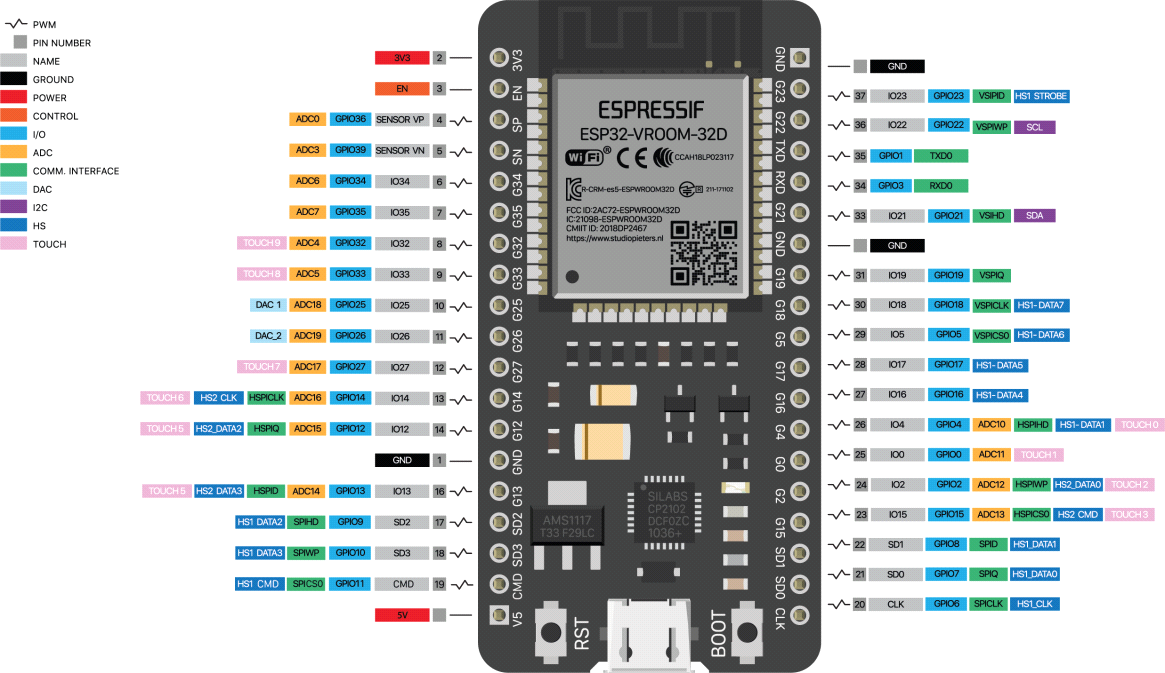 PWM
PIN NUMBER
NAME
GROUND
POWER
CONTROL
I/O
ADC
COMM. INTERFACE
DAC
I2C
HS
TOUCH
3V3 2
EN 3
ADC0 GPIO36 SENSOR VP 4
ADC3 GPIO39 SENSOR VN 5
ADC6 GPIO34 IO34 6
ADC7 GPIO35 IO35 7
TOUCH 9 ADC4 GPIO32 IO32 8
TOUCH 8 ADC5 GPIO33 IO33 9
DAC_1 ADC18 GPIO25 IO25 10
DAC_2 ADC19 GPIO26 IO26 11
TOUCH 7 ADC17 GPIO27 IO27 12
TOUCH 6 HS2 CLK HSPICLK ADC16 GPIO14 IO14 13
TOUCH 5 HS2_DATA2 HSPIQ ADC15 GPIO12 IO12 14
GND 1
TOUCH 5 HS2 DATA3 HSPID ADC14 GPIO13 IO13 16
HS1 DATA2 SPIHD GPIO9 SD2 17
HS1 DATA3 SPIWP GPIO10 SD3 18
HS1 CMD SPICS0 GPIO11 CMD 19
5V
3V3
EN
SP
SN
G34
G35
G32
G33
G25
G26
G27
G14
G12
GND
G13
SD2
SD3
CMD
V5
ESPRESSIF
ESP32-VROOM-32D
WiFi ® CE CCAH18LP023117
R-CRM-es5-ESPWROOM32D R 211-171102
FCC ID:2AC72-ESPWROOM32D
IC:21098-ESPWROOM32D
CMIIT ID: 2018DP2467
https://www.studiopieters.nl
AMS1117
T33 F29LC
SILABS
CP2102
DCF0ZC
1036+
RST
BOOT
GND
G23
G22
TXD
RXD
G21
GND
G19
G18
G5
G17
G16
G4
G0
G2
G15
SD1
SD0
CLK
GND
37 IO23 GPIO23 VSIPID HS1 STROBE
36 IO22 GPIO22 VSPIWP SCL
35 GPIO1 TXD0
34 GPIO3 RXD0
33 IO21 GPIO21 VSIHD SDA
GND
31 IO19 GPIO19 VSPIQ
30 IO18 GPIO18 VSPICLK HS1-DATA7
29 IO5 GPIO5 VSPICS0 HS1-DATA6
28 IO17 GPIO17 HS1-DATA5
27 IO16 GPIO16 HS1-DATA4
26 IO4 GPIO4 ADC10 HSPIHD HS1-DATA1 TOUCH 0
25 IO0 GPIO0 ADC11 TOUCH 1
24 IO2 GPIO2 ADC12 HSPIWP HS2_DATA0 TOUCH 2
23 IO15 GPIO15 ADC13 HSPICS0 HS2 CMD TOUCH 3
22 SD1 GPIO8 SPID HS1_DATA1
21 SD0 GPIO7 SPIQ HS1_DATA0
20 CLK GPIO6 SPICLK HS1_CLK